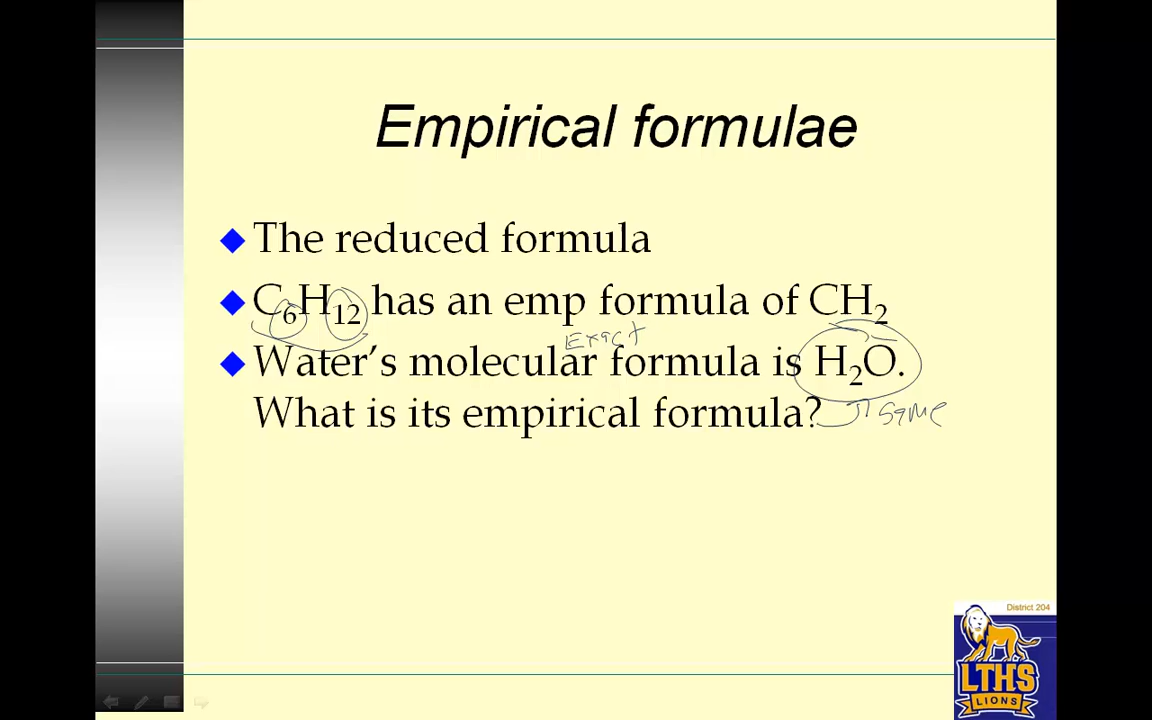 Empirical formulae
The reduced formula
C6H12 has an emp formula of CH2
Exact
Water's molecular formula is H2O.
What is its empirical formula? same
District 204
LTHS
LIONS